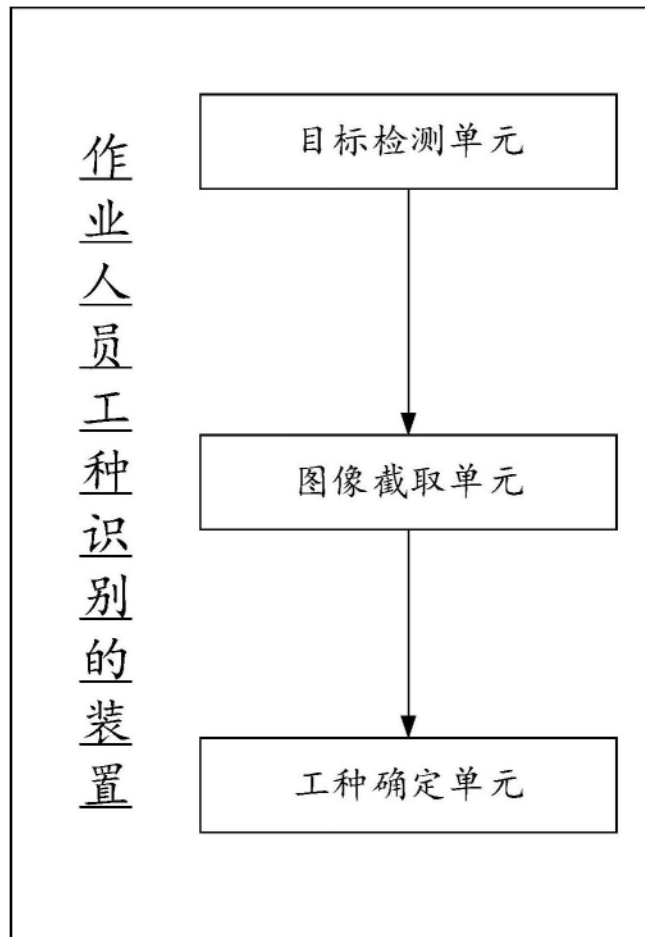 作业人员工种识别的装置
目标检测单元
图像截取单元
工种确定单元